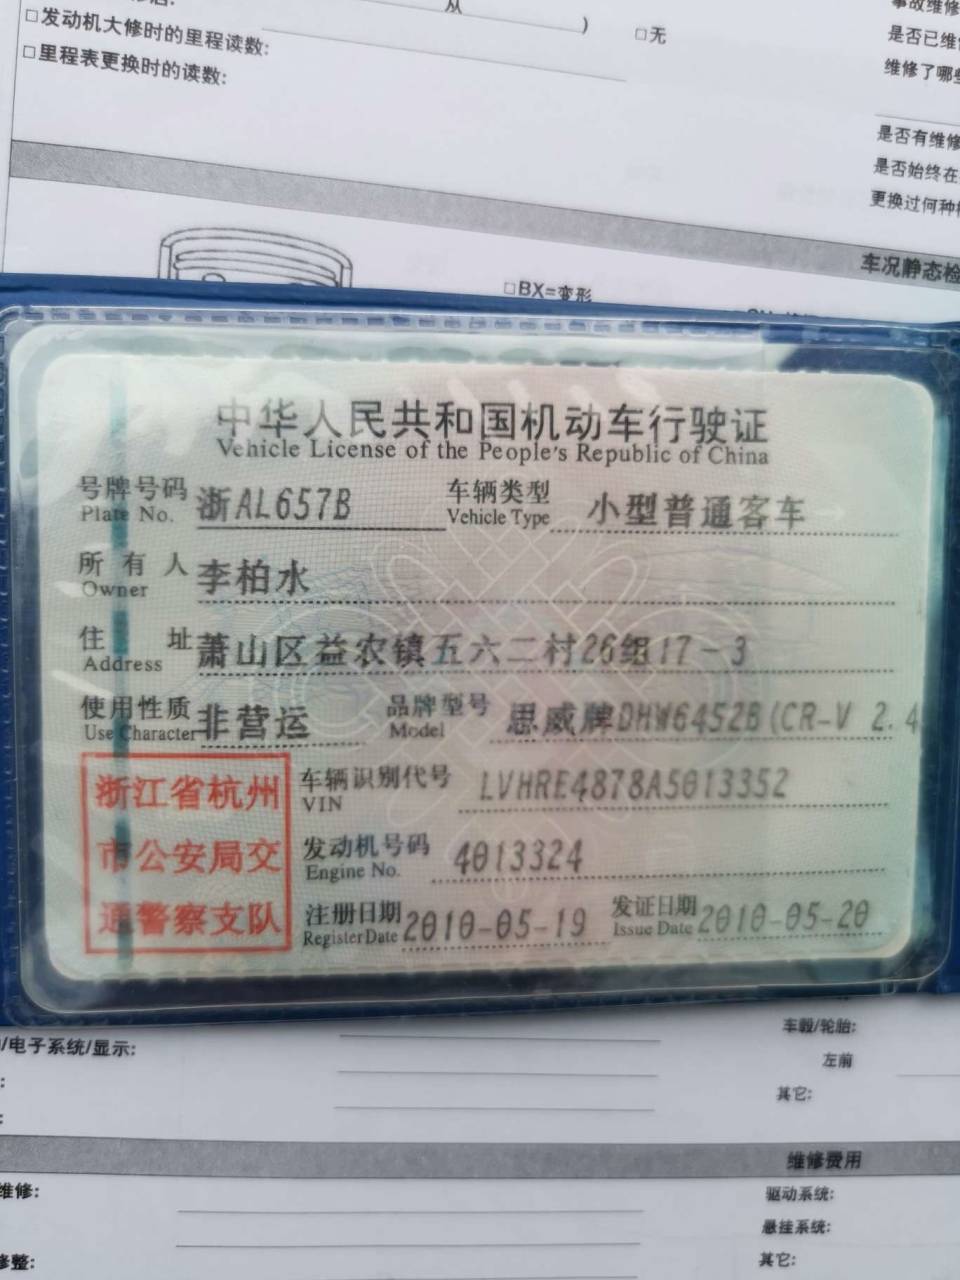 从 )
□无
□发动机大修时的里程读数:
□里程表更换时的读数:
事故维修
是否已维修
维修了哪些
是否有维修
是否始终在
更换过何种
车况静态检
□BX=变形
中华人民共和国机动车行驶证
Vehicle License of the People's Republic of China
号牌号码 浙AL657B 车辆类型 小型普通客车
Plate No. Vehicle Type
所有人 李柏水
Owner
住址 萧山区益农镇五六二村26组17-3
Address
使用性质 非营运 品牌型号 思威牌DHW6452B(CR-V 2.4
Use Character Model
浙江省杭州
市公安局交
通警察支队
车辆识别代号 LVHRE4878A5013352
VIN
发动机号码 4013324
Engine No.
注册日期 2010-05-19 发证日期 2010-05-20
Register Date Issue Date
/电子系统/显示:
车毂/轮胎:
左前
其它:
维修费用
维修:
驱动系统:
悬挂系统:
修整:
其它: